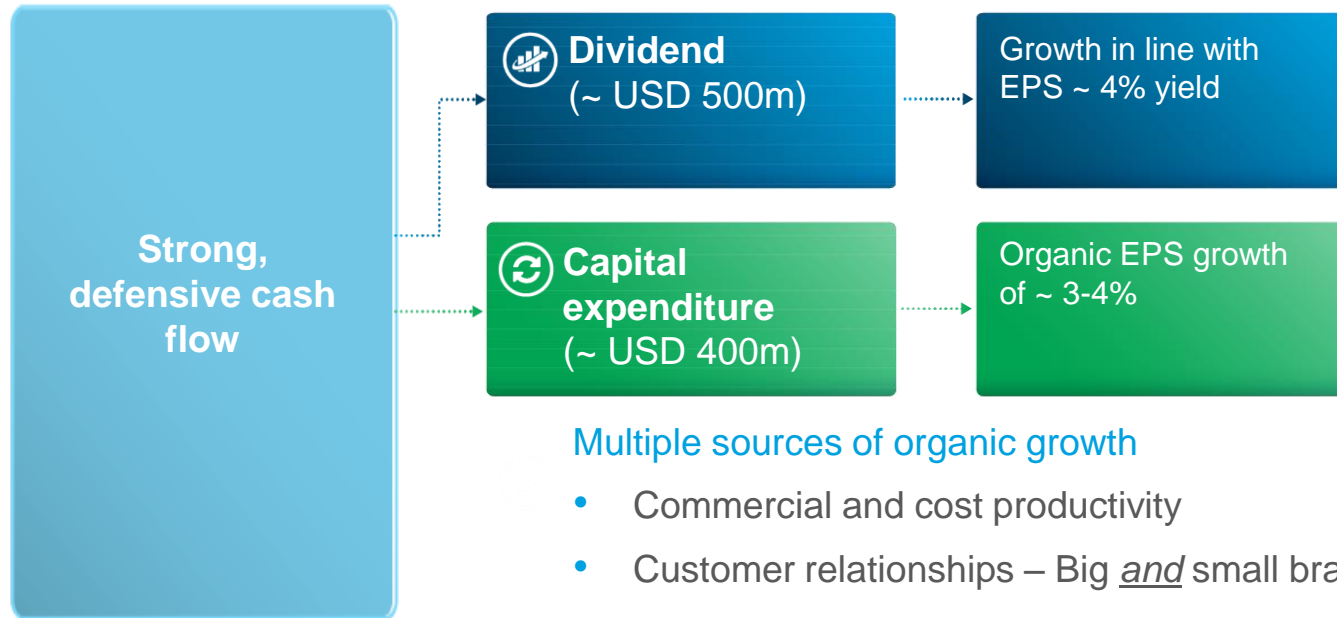 Strong,
defensive cash
flow
Dividend
(~ USD 500m)
Growth in line with
EPS ~ 4% yield
Capital
expenditure
(~ USD 400m)
Organic EPS growth
of ~ 3-4%
Multiple sources of organic growth
• Commercial and cost productivity
• Customer relationships – Big and small